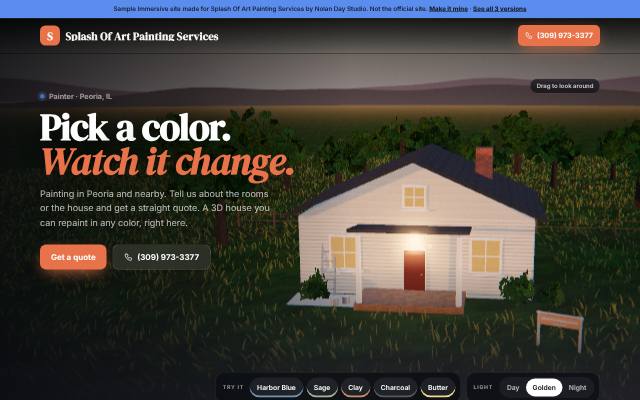 Sample Immersive site made for Splash Of Art Painting Services by Nolan Day Studio. Not the official site. Make it mine · See all 3 versions
S Splash Of Art Painting Services
(309) 973-3377
Drag to look around
Painter · Peoria, IL
Pick a color.
Watch it change.
Painting in Peoria and nearby. Tell us about the rooms
or the house and get a straight quote. A 3D house you
can repaint in any color, right here.
Get a quote
(309) 973-3377
TRY IT Harbor Blue Sage Clay Charcoal Butter
LIGHT Day Golden Night